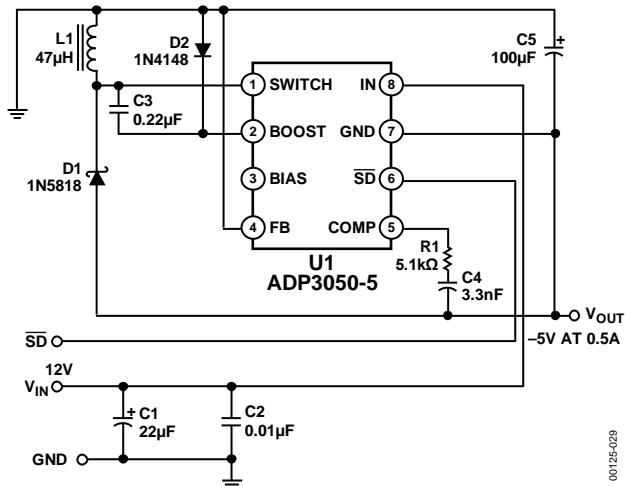 L1
47µH
D2
1N4148
C5
100µF
+
C3
0.22µF
1 SWITCH
IN 8
2 BOOST
GND 7
3 BIAS
S̅D̅ 6
4 FB
COMP 5
D1
1N5818
U1
ADP3050-5
R1
5.1kΩ
C4
3.3nF
VOUT
–5V AT 0.5A
S̅D̅
12V
VIN
+ C1
22µF
C2
0.01µF
GND
00125-029